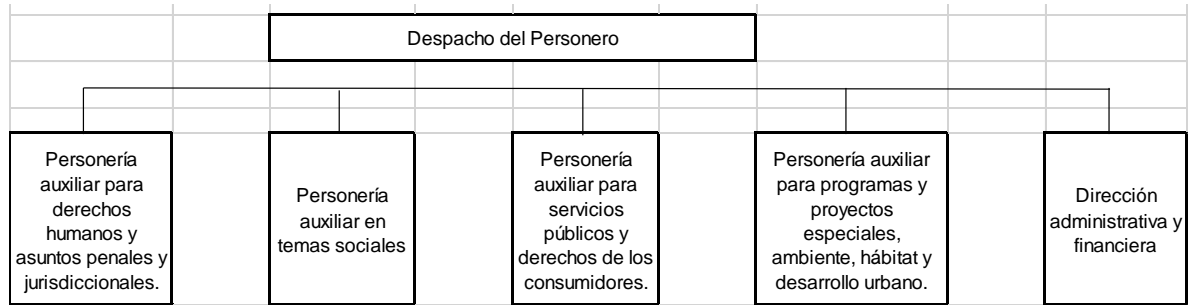 Despacho del Personero
Personería
auxiliar para
derechos
humanos y
asuntos penales y
jurisdiccionales.
Personería
auxiliar en
temas sociales
Personería
auxiliar para
servicios
públicos y
derechos de los
consumidores.
Personería auxiliar
para programas y
proyectos
especiales,
ambiente, hábitat y
desarrollo urbano.
Dirección
administrativa y
financiera